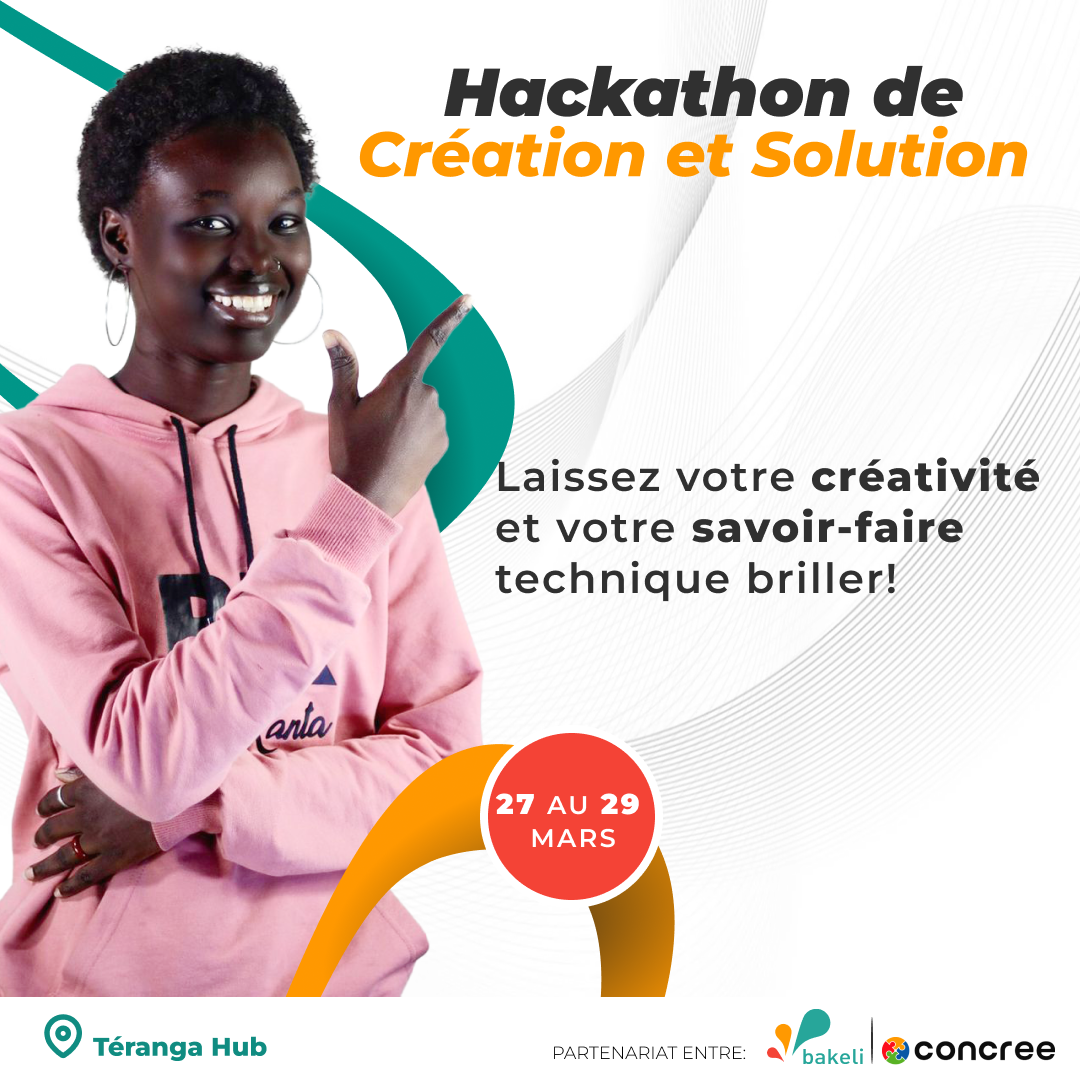 Hackathon de
Création et Solution
Laissez votre créativité
et votre savoir-faire
technique briller!
anta
27 AU 29
MARS
Téranga Hub
PARTENARIAT ENTRE:
bakeli
concree